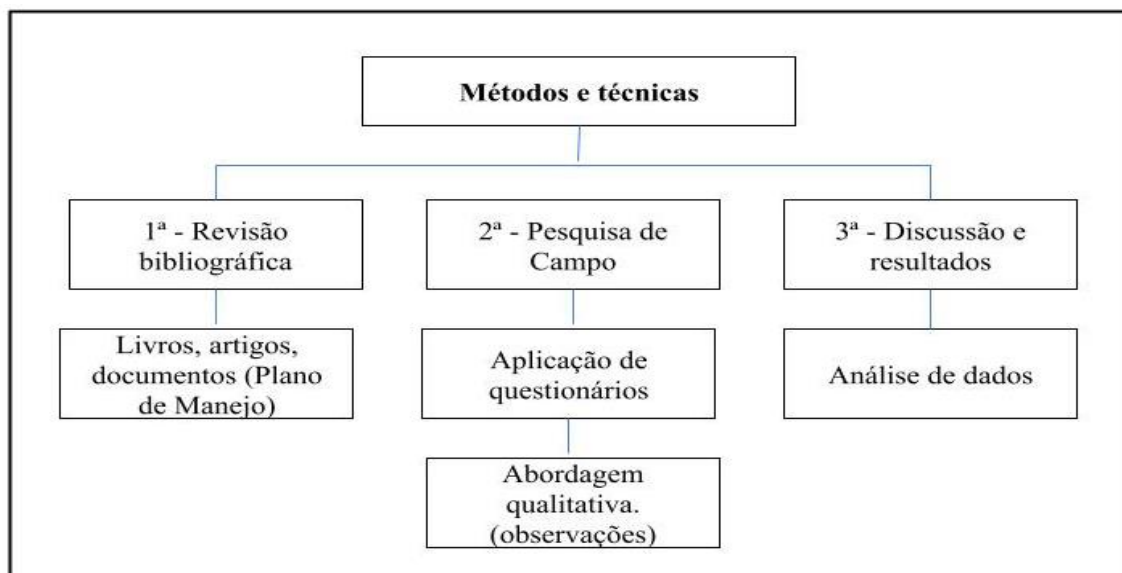 Métodos e técnicas
1ª - Revisão
bibliográfica
2ª - Pesquisa de
Campo
3ª - Discussão e
resultados
Livros, artigos,
documentos (Plano
de Manejo)
Aplicação de
questionários
Análise de dados
Abordagem
qualitativa.
(observações)